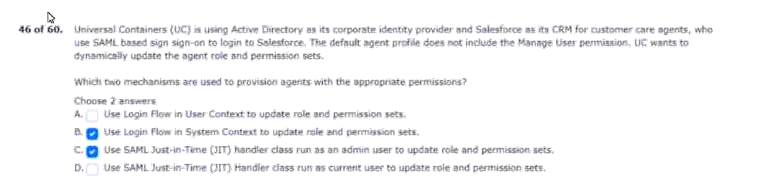 46 of 60. Universal Containers (UC) is using Active Directory as its corporate identity provider and Salesforce as its CRM for customer care agents, who
use SAML based sign sign-on to login to Salesforce. The default agent profile does not include the Manage User permission. UC wants to
dynamically update the agent role and permission sets.
Which two mechanisms are used to provision agents with the appropriate permissions?
Choose 2 answers
A. Use Login Flow in User Context to update role and permission sets.
B. Use Login Flow in System Context to update role and permission sets.
C. Use SAML Just-in-Time (JIT) handler class run as an admin user to update role and permission sets.
D. Use SAML Just-in-Time (JIT) Handler class run as current user to update role and permission sets.